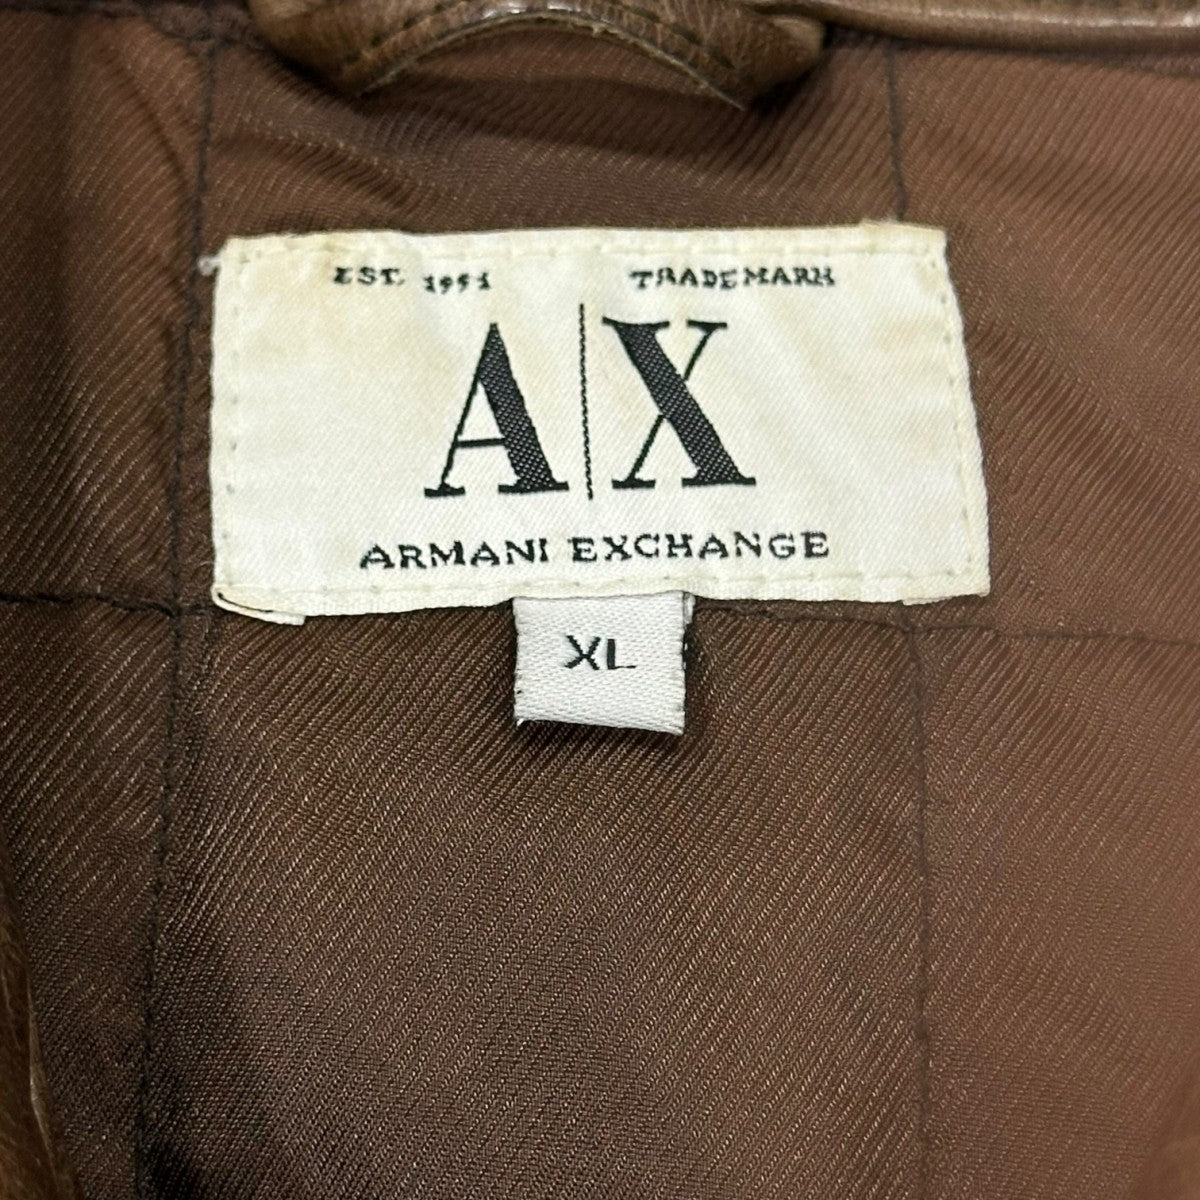 EST. 1991 TRADEMARK
A|X
ARMANI EXCHANGE
XL